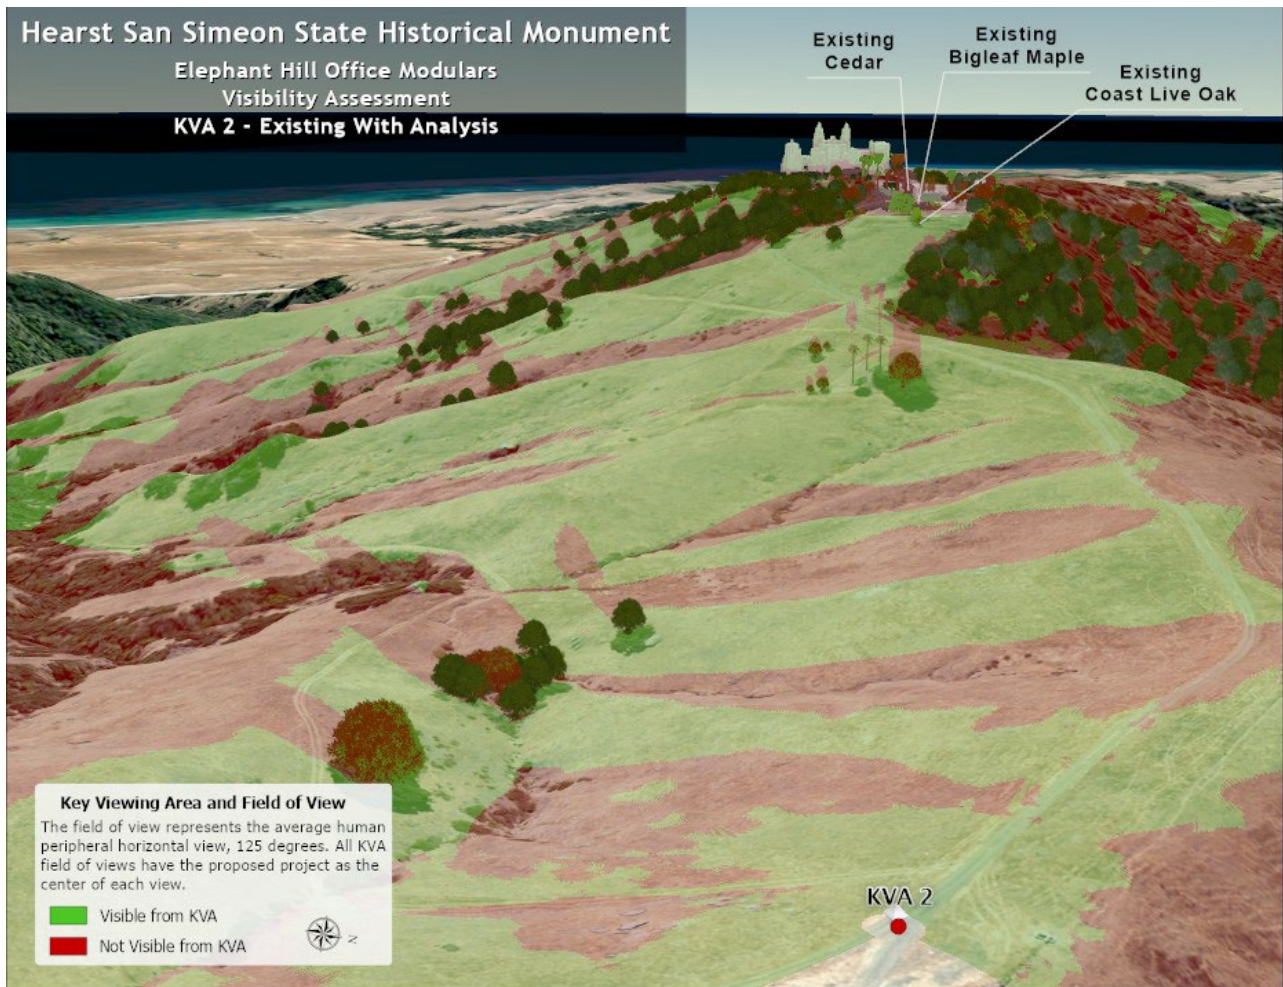 Hearst San Simeon State Historical Monument
Elephant Hill Office Modulars
Visibility Assessment
KVA 2 - Existing With Analysis
Existing
Cedar
Existing
Bigleaf Maple
Existing
Coast Live Oak
KVA 2
Key Viewing Area and Field of View
The field of view represents the average human
peripheral horizontal view, 125 degrees. All KVA
field of views have the proposed project as the
center of each view.
Visible from KVA
Not Visible from KVA
N